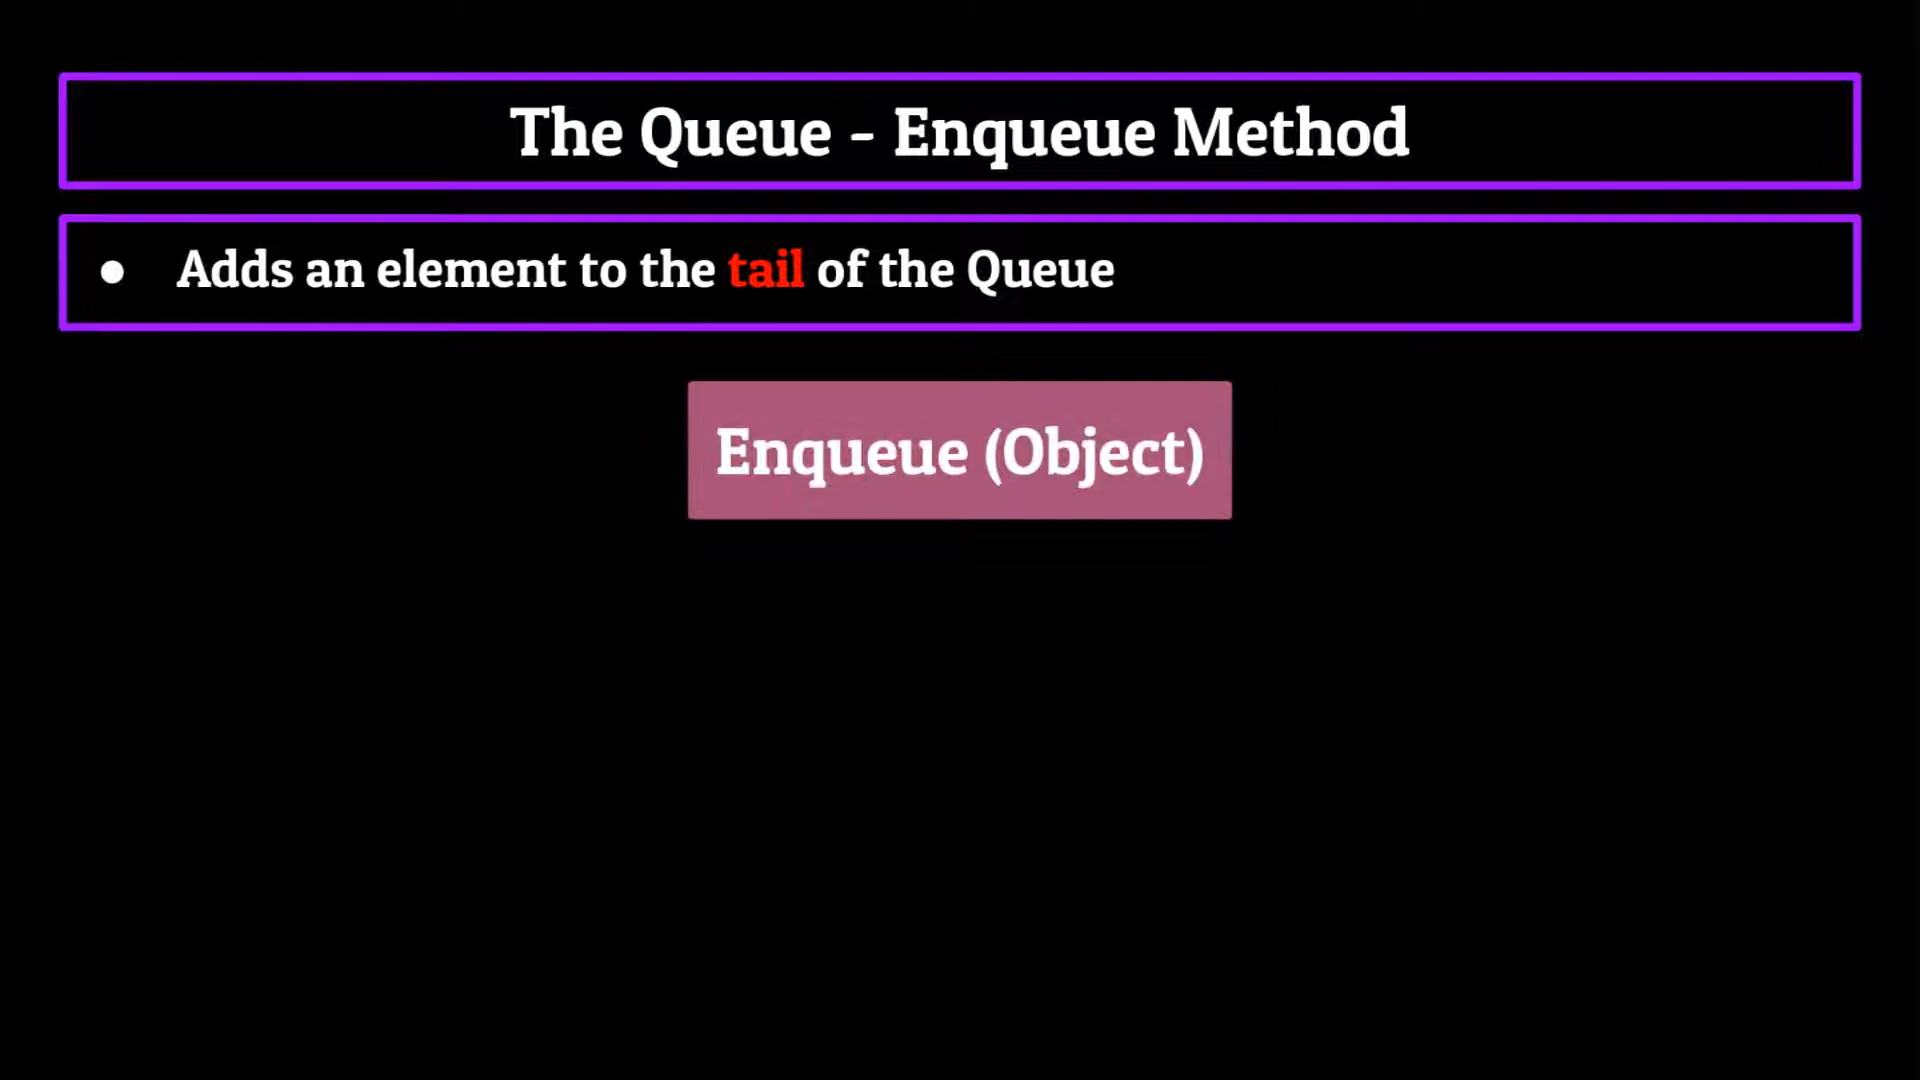 The Queue - Enqueue Method
● Adds an element to the tail of the Queue
Enqueue (Object)